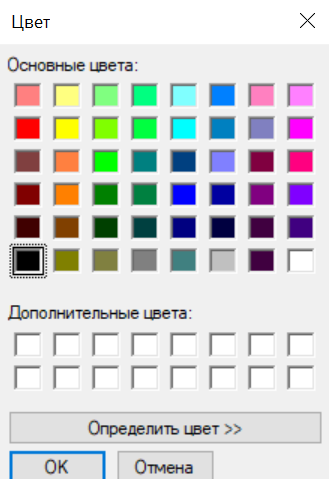 Цвет
Основные цвета:
Дополнительные цвета:
Определить цвет >>
OK
Отмена